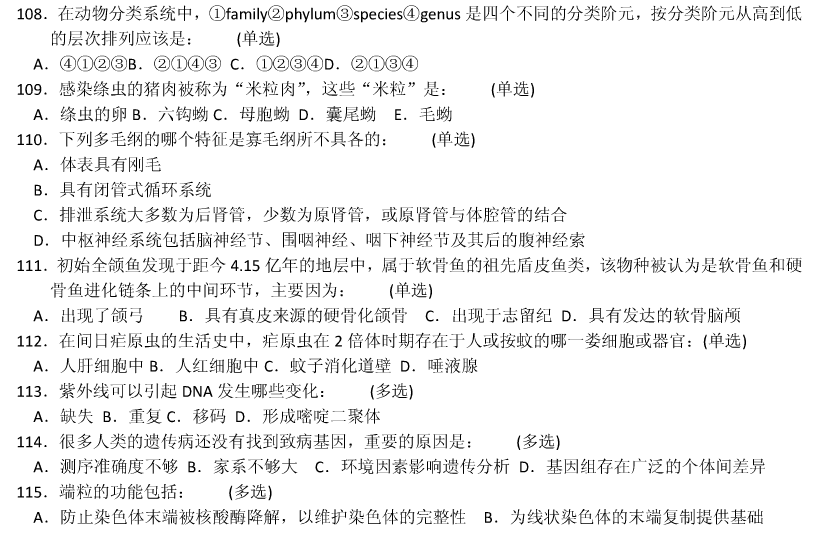 108．在动物分类系统中，①family②phylum③species④genus 是四个不同的分类阶元，按分类阶元从高到低
的层次排列应该是： (单选)
A．④①②③B．②①④③ C．①②③④D．②①③④
109．感染绦虫的猪肉被称为“米粒肉”，这些“米粒”是： (单选)
A．绦虫的卵 B．六钩蚴 C．母胞蚴 D．囊尾蚴 E．毛蚴
110．下列多毛纲的哪个特征是寡毛纲所不具各的： (单选)
A．体表具有刚毛
B．具有闭管式循环系统
C．排泄系统大多数为后肾管，少数为原肾管，或原肾管与体腔管的结合
D．中枢神经系统包括脑神经节、围咽神经、咽下神经节及其后的腹神经索
111．初始全颌鱼发现于距今 4.15 亿年的地层中，属于软骨鱼的祖先盾皮鱼类，该物种被认为是软骨鱼和硬
骨鱼进化链条上的中间环节，主要因为： (单选)
A．出现了颌弓 B．具有真皮来源的硬骨化颌骨 C．出现于志留纪 D．具有发达的软骨脑颅
112．在间日疟原虫的生活史中，疟原虫在 2 倍体时期存在于人或按蚊的哪一娄细胞或器官：(单选)
A．人肝细胞中 B．人红细胞中 C．蚊子消化道壁 D．唾液腺
113．紫外线可以引起 DNA 发生哪些变化： (多选)
A．缺失 B．重复 C．移码 D．形成嘧啶二聚体
114．很多人类的遗传病还没有找到致病基因，重要的原因是： (多选)
A．测序准确度不够 B．家系不够大 C．环境因素影响遗传分析 D．基因组存在广泛的个体间差异
115．端粒的功能包括： (多选)
A．防止染色体末端被核酸酶降解，以维护染色体的完整性 B．为线状染色体的末端复制提供基础